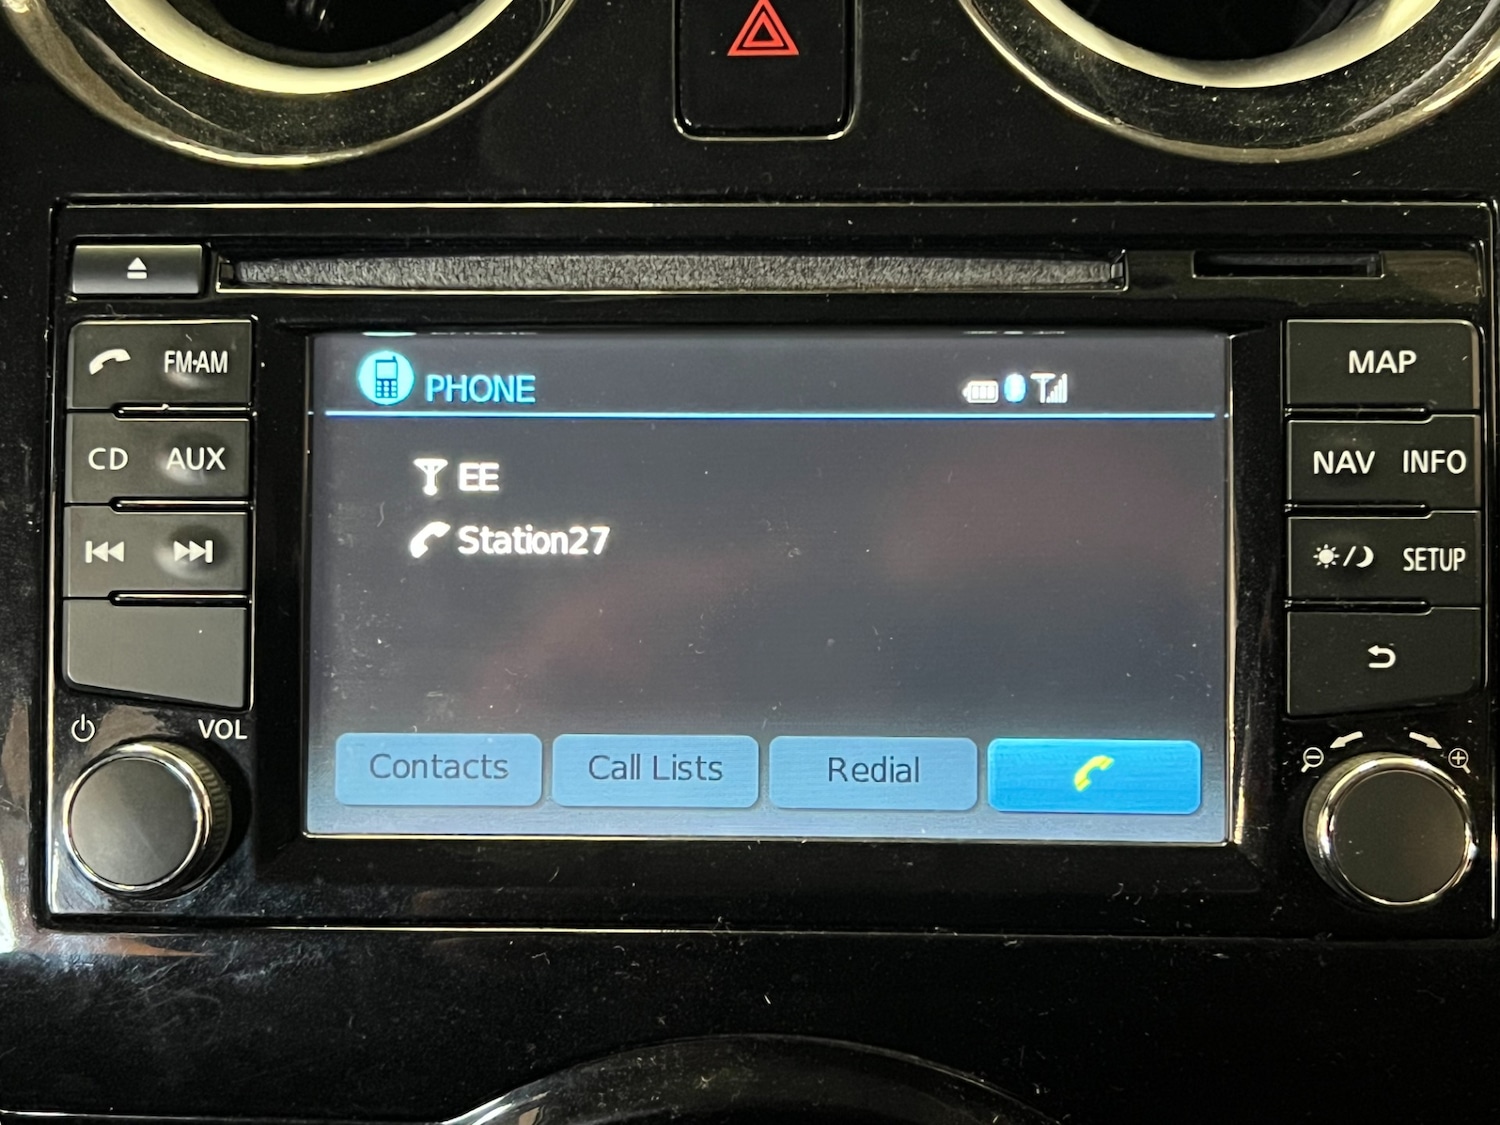 FM·AM
CD AUX
VOL
PHONE
EE
Station27
Contacts Call Lists Redial
MAP
NAV INFO
SETUP